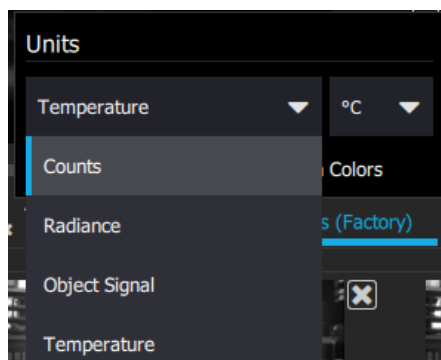 Units
Temperature °C
Counts
Colors
Radiance
s (Factory)
Object Signal
Temperature